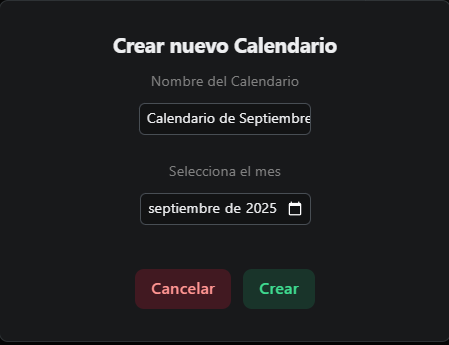 Crear nuevo Calendario
Nombre del Calendario
Calendario de Septiembre
Selecciona el mes
septiembre de 2025
Cancelar Crear